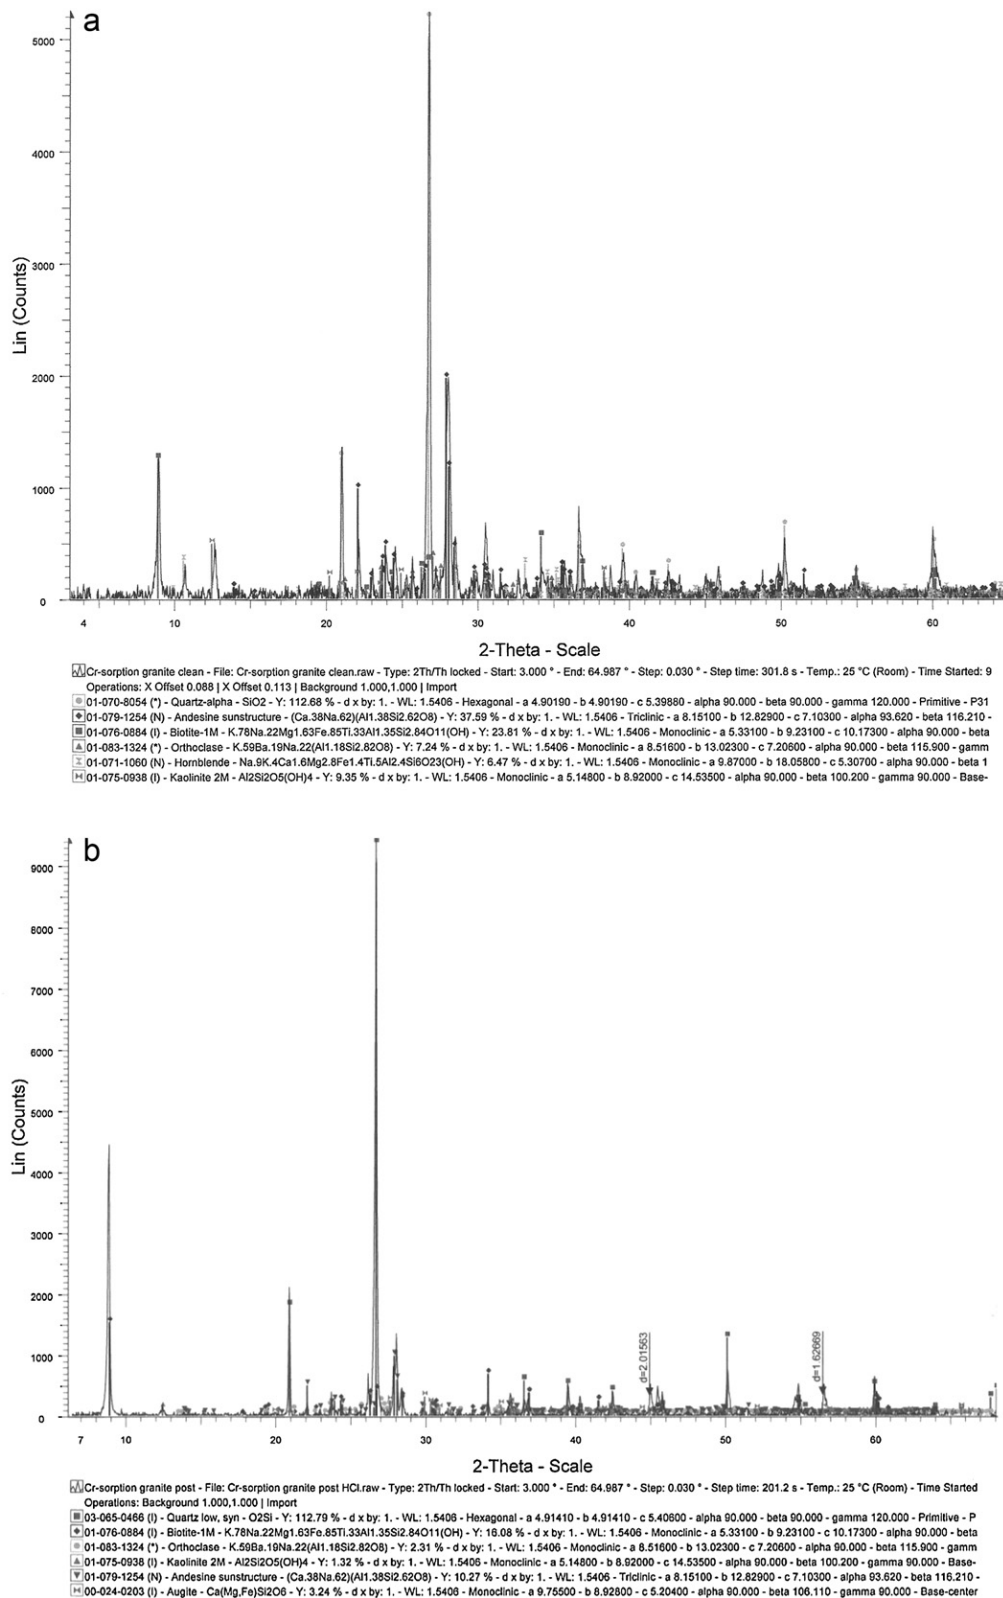 a
5000
4000
3000
2000
1000
0
Lin (Counts)
4 10 20 30 40 50 60
2-Theta - Scale
Cr-sorption granite clean - File: Cr-sorption granite clean.raw - Type: 2Th/Th locked - Start: 3.000 ° - End: 64.987 ° - Step: 0.030 ° - Step time: 301.8 s - Temp.: 25 °C (Room) - Time Started: 9
Operations: X Offset 0.088 | X Offset 0.113 | Background 1.000,1.000 | Import
01-070-8054 (*) - Quartz-alpha - SiO2 - Y: 112.68 % - d x by: 1. - WL: 1.5406 - Hexagonal - a 4.90190 - b 4.90190 - c 5.39880 - alpha 90.000 - beta 90.000 - gamma 120.000 - Primitive - P31
01-079-1254 (N) - Andesine sunstructure - (Ca.38Na.62)(Al1.38Si2.62O8) - Y: 37.59 % - d x by: 1. - WL: 1.5406 - Triclinic - a 8.15100 - b 12.82900 - c 7.10300 - alpha 93.620 - beta 116.210 -
01-076-0884 (I) - Biotite-1M - K.78Na.22Mg1.63Fe.85Ti.33Al1.35Si2.84O11(OH) - Y: 23.81 % - d x by: 1. - WL: 1.5406 - Monoclinic - a 5.33100 - b 9.23100 - c 10.17300 - alpha 90.000 - beta
01-083-1324 (*) - Orthoclase - K.59Ba.19Na.22(Al1.18Si2.82O8) - Y: 7.24 % - d x by: 1. - WL: 1.5406 - Monoclinic - a 8.51600 - b 13.02300 - c 7.20600 - alpha 90.000 - beta 115.900 - gamm
01-071-1060 (N) - Hornblende - Na.9K.4Ca1.6Mg2.8Fe1.4Ti.5Al2.4Si6O23(OH) - Y: 6.47 % - d x by: 1. - WL: 1.5406 - Monoclinic - a 9.87000 - b 18.05800 - c 5.30700 - alpha 90.000 - beta 1
01-075-0938 (I) - Kaolinite 2M - Al2Si2O5(OH)4 - Y: 9.35 % - d x by: 1. - WL: 1.5406 - Monoclinic - a 5.14800 - b 8.92000 - c 14.53500 - alpha 90.000 - beta 100.200 - gamma 90.000 - Base-
b
9000
8000
7000
6000
5000
4000
3000
2000
1000
0
Lin (Counts)
d=2.01563
d=1.62669
7 10 20 30 40 50 60
2-Theta - Scale
Cr-sorption granite post - File: Cr-sorption granite post HCl.raw - Type: 2Th/Th locked - Start: 3.000 ° - End: 64.987 ° - Step: 0.030 ° - Step time: 201.2 s - Temp.: 25 °C (Room) - Time Started
Operations: Background 1.000,1.000 | Import
03-065-0466 (I) - Quartz low, syn - O2Si - Y: 112.79 % - d x by: 1. - WL: 1.5406 - Hexagonal - a 4.91410 - b 4.91410 - c 5.40600 - alpha 90.000 - beta 90.000 - gamma 120.000 - Primitive - P
01-076-0884 (I) - Biotite-1M - K.78Na.22Mg1.63Fe.85Ti.33Al1.35Si2.84O11(OH) - Y: 16.08 % - d x by: 1. - WL: 1.5406 - Monoclinic - a 5.33100 - b 9.23100 - c 10.17300 - alpha 90.000 - beta
01-083-1324 (*) - Orthoclase - K.59Ba.19Na.22(Al1.18Si2.82O8) - Y: 2.31 % - d x by: 1. - WL: 1.5406 - Monoclinic - a 8.51600 - b 13.02300 - c 7.20600 - alpha 90.000 - beta 115.900 - gamm
01-075-0938 (I) - Kaolinite 2M - Al2Si2O5(OH)4 - Y: 1.32 % - d x by: 1. - WL: 1.5406 - Monoclinic - a 5.14800 - b 8.92000 - c 14.53500 - alpha 90.000 - beta 100.200 - gamma 90.000 - Base-
01-079-1254 (N) - Andesine sunstructure - (Ca.38Na.62)(Al1.38Si2.62O8) - Y: 10.27 % - d x by: 1. - WL: 1.5406 - Triclinic - a 8.15100 - b 12.82900 - c 7.10300 - alpha 93.620 - beta 116.210 -
00-024-0203 (I) - Augite - Ca(Mg,Fe)Si2O6 - Y: 3.24 % - d x by: 1. - WL: 1.5406 - Monoclinic - a 9.75500 - b 8.92800 - c 5.20400 - alpha 90.000 - beta 106.110 - gamma 90.000 - Base-center